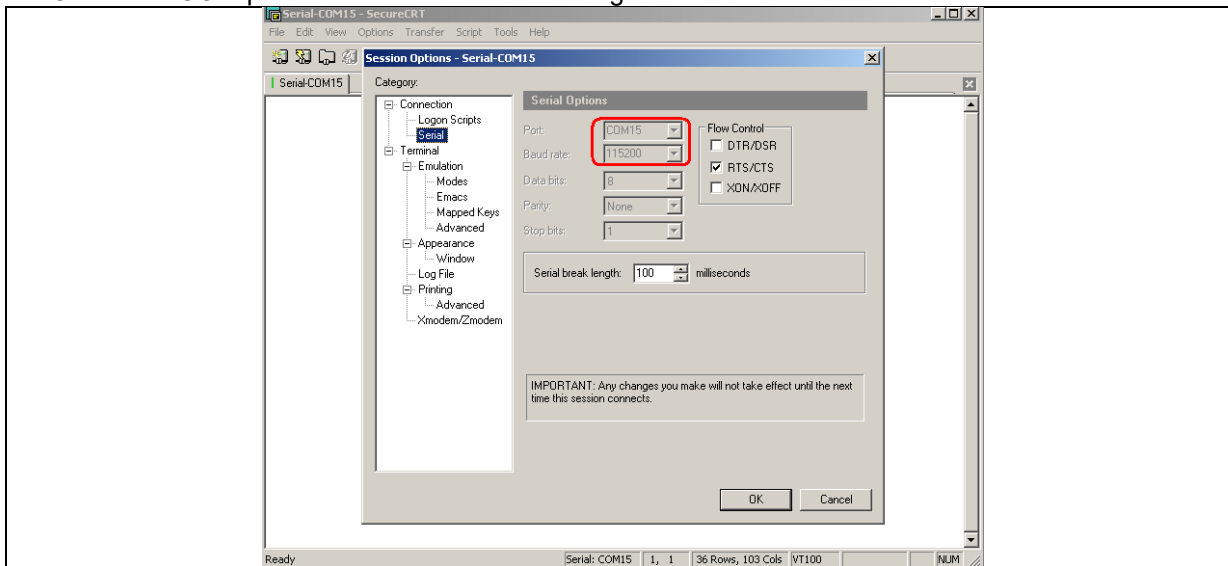 Serial-COM15 - SecureCRT
File Edit View Options Transfer Script Tools Help
Session Options - Serial-COM15
Serial-COM15
Category:
Connection
Logon Scripts
Serial
Terminal
Emulation
Modes
Emacs
Mapped Keys
Advanced
Appearance
Window
Log File
Printing
Advanced
Xmodem/Zmodem
Serial Options
Port: COM15
Baud rate: 115200
Data bits: 8
Parity: None
Stop bits: 1
Flow Control
DTR/DSR
RTS/CTS
XON/XOFF
Serial break length: 100 milliseconds
IMPORTANT: Any changes you make will not take effect until the next
time this session connects.
OK Cancel
Ready Serial: COM15 1, 1 36 Rows, 103 Cols VT100 NUM